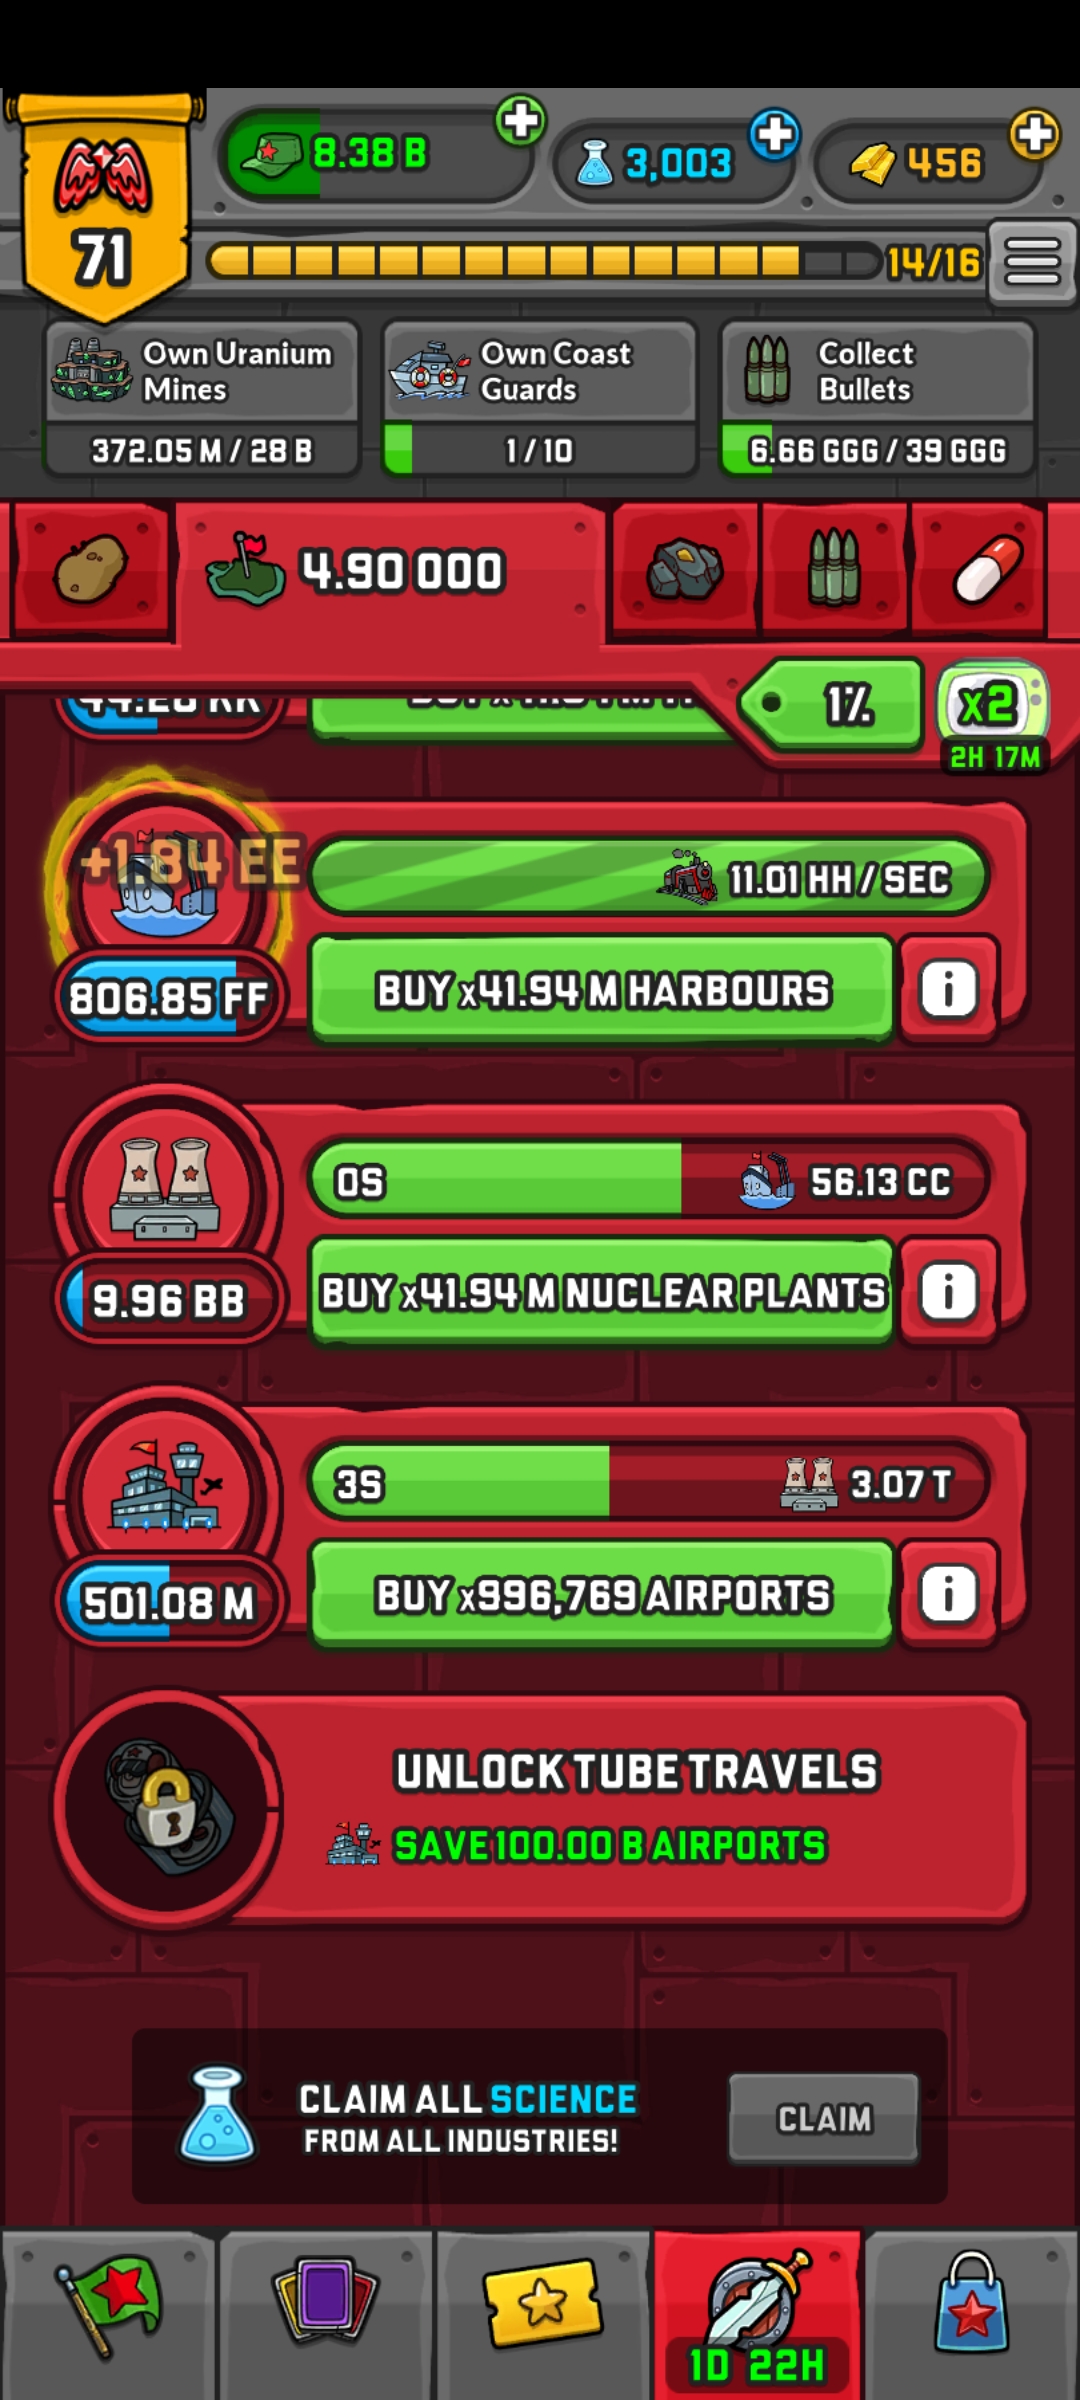 8.38 B
3,003
456
71
14/16
Own Uranium
Mines
372.05 M / 28 B
Own Coast
Guards
1 / 10
Collect
Bullets
6.66 GGG / 39 GGG
4.90 000
1%
x2
2H 17M
+1.84 EE
11.01 HH / SEC
806.85 FF
BUY x41.94 M HARBOURS
i
0S
56.13 CC
9.96 BB
BUY x41.94 M NUCLEAR PLANTS
i
3S
3.07 T
501.08 M
BUY x996,769 AIRPORTS
i
UNLOCK TUBE TRAVELS
SAVE 100.00 B AIRPORTS
CLAIM ALL SCIENCE
FROM ALL INDUSTRIES!
CLAIM
1D 22H